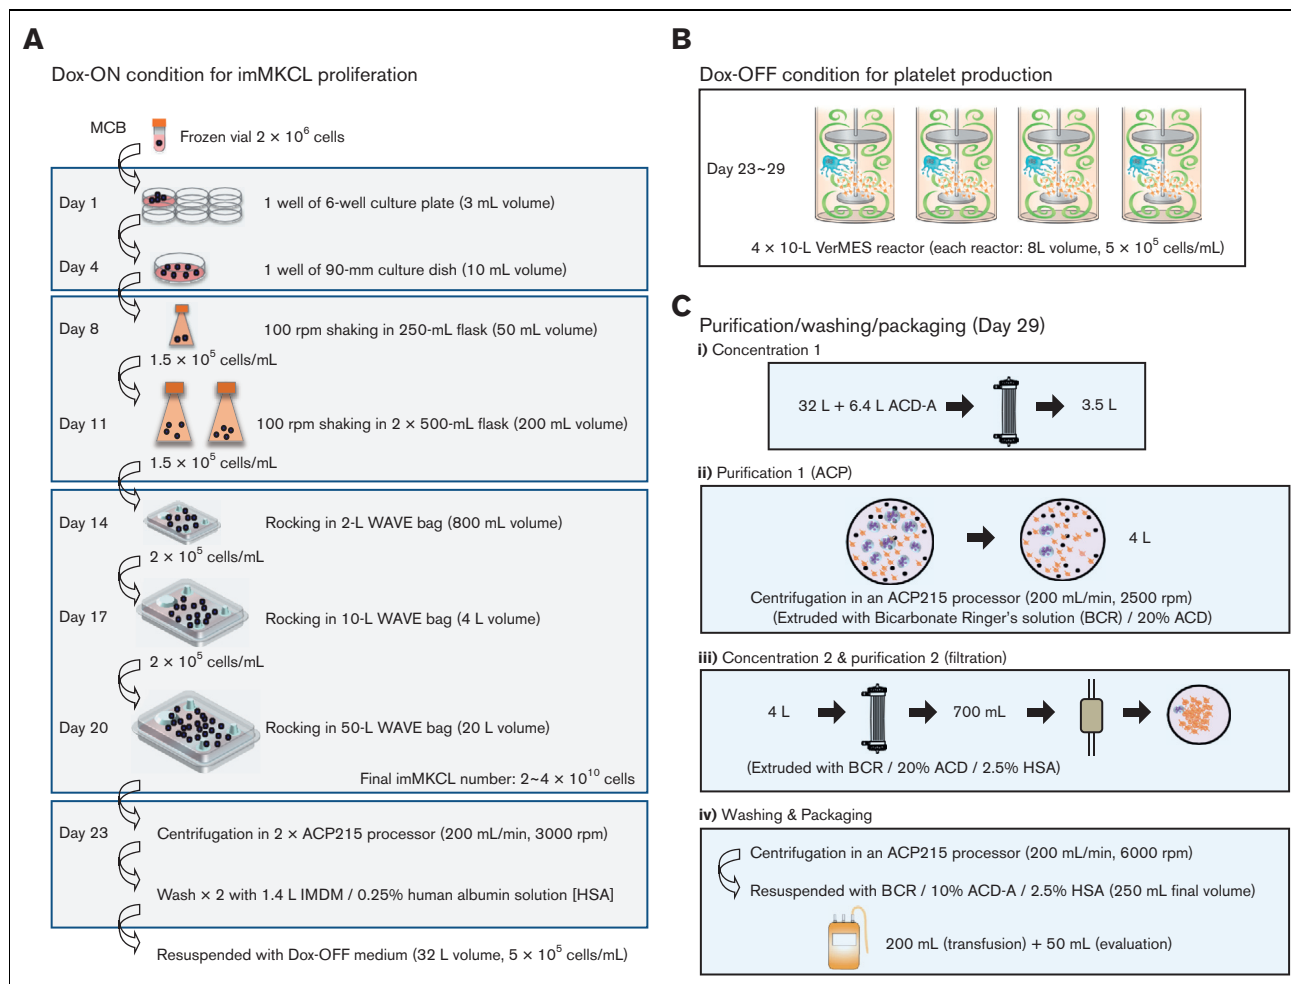 A
Dox-ON condition for imMKCL proliferation
MCB
Frozen vial 2 × 10⁶ cells
Day 1
1 well of 6-well culture plate (3 mL volume)
Day 4
1 well of 90-mm culture dish (10 mL volume)
Day 8
100 rpm shaking in 250-mL flask (50 mL volume)
1.5 × 10⁵ cells/mL
Day 11
100 rpm shaking in 2 × 500-mL flask (200 mL volume)
1.5 × 10⁵ cells/mL
Day 14
Rocking in 2-L WAVE bag (800 mL volume)
2 × 10⁵ cells/mL
Day 17
Rocking in 10-L WAVE bag (4 L volume)
2 × 10⁵ cells/mL
Day 20
Rocking in 50-L WAVE bag (20 L volume)
Final imMKCL number: 2~4 × 10¹⁰ cells
Day 23
Centrifugation in 2 × ACP215 processor (200 mL/min, 3000 rpm)
Wash × 2 with 1.4 L IMDM / 0.25% human albumin solution [HSA]
Resuspended with Dox-OFF medium (32 L volume, 5 × 10⁵ cells/mL)
B
Dox-OFF condition for platelet production
Day 23~29
4 × 10-L VerMES reactor (each reactor: 8L volume, 5 × 10⁵ cells/mL)
C
Purification/washing/packaging (Day 29)
i) Concentration 1
32 L + 6.4 L ACD-A
3.5 L
ii) Purification 1 (ACP)
4 L
Centrifugation in an ACP215 processor (200 mL/min, 2500 rpm)
(Extruded with Bicarbonate Ringer's solution (BCR) / 20% ACD)
iii) Concentration 2 & purification 2 (filtration)
4 L
700 mL
(Extruded with BCR / 20% ACD / 2.5% HSA)
iv) Washing & Packaging
Centrifugation in an ACP215 processor (200 mL/min, 6000 rpm)
Resuspended with BCR / 10% ACD-A / 2.5% HSA (250 mL final volume)
200 mL (transfusion) + 50 mL (evaluation)